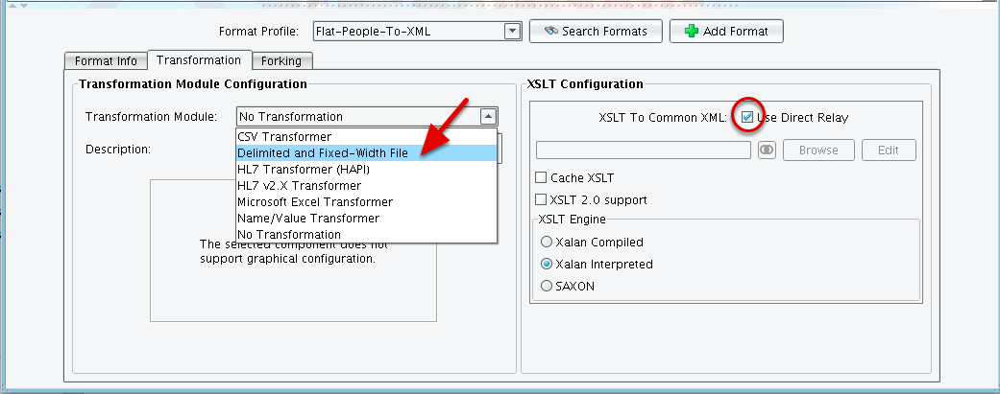 Format Profile: Flat-People-To-XML Search Formats Add Format
Format Info Transformation Forking
Transformation Module Configuration
Transformation Module: No Transformation
CSV Transformer
Delimited and Fixed-Width File
HL7 Transformer (HAPI)
HL7 v2.X Transformer
Microsoft Excel Transformer
Name/Value Transformer
No Transformation
Description:
The selected component does not
support graphical configuration.
XSLT Configuration
XSLT To Common XML: Use Direct Relay
Browse Edit
Cache XSLT
XSLT 2.0 support
XSLT Engine
Xalan Compiled
Xalan Interpreted
SAXON